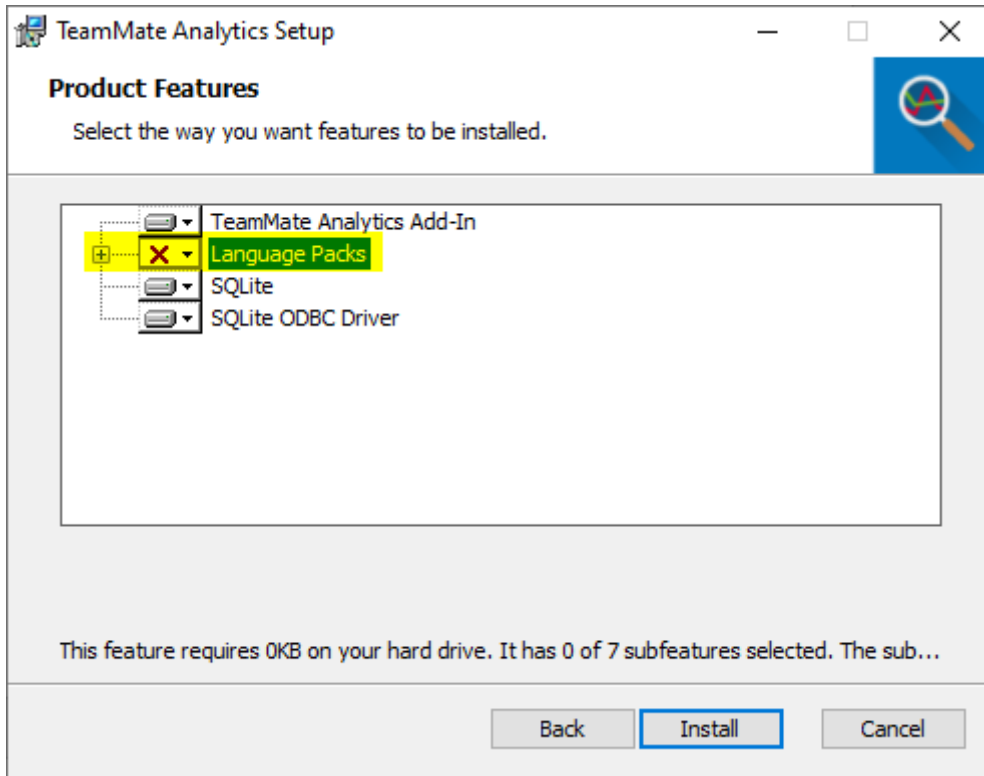 TeamMate Analytics Setup
Product Features
Select the way you want features to be installed.
TeamMate Analytics Add-In
Language Packs
SQLite
SQLite ODBC Driver
This feature requires 0KB on your hard drive. It has 0 of 7 subfeatures selected. The sub...
Back Install Cancel